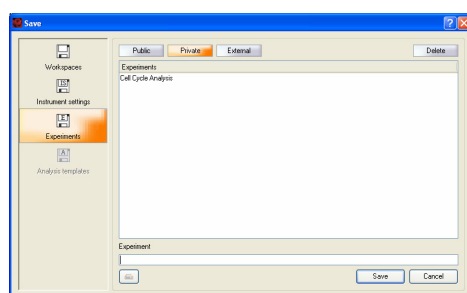 Save
Workspaces
Instrument settings
Experiments
Analysis templates
Public Private External Delete
Experiments
Cell Cycle Analysis
Experiment
Save Cancel